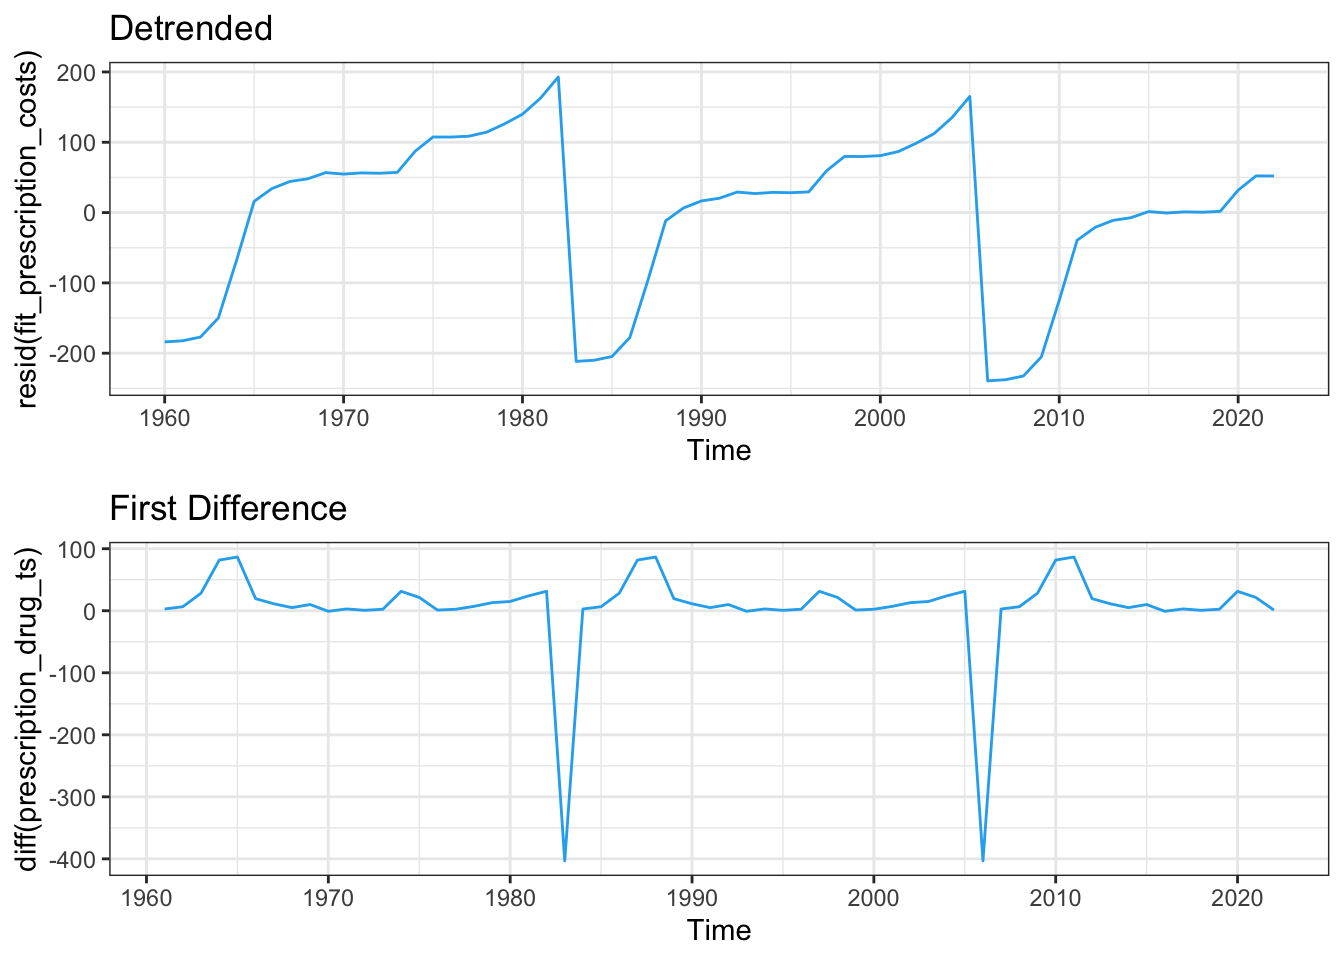 Detrended
resid(fit_prescription_costs)
200
100
0
-100
-200
1960 1970 1980 1990 2000 2010 2020
Time
First Difference
diff(prescription_drug_ts)
100
0
-100
-200
-300
-400
1960 1970 1980 1990 2000 2010 2020
Time